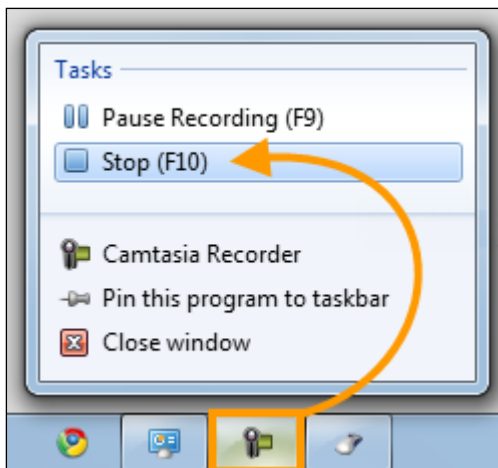 Tasks
Pause Recording (F9)
Stop (F10)
Camtasia Recorder
Pin this program to taskbar
Close window